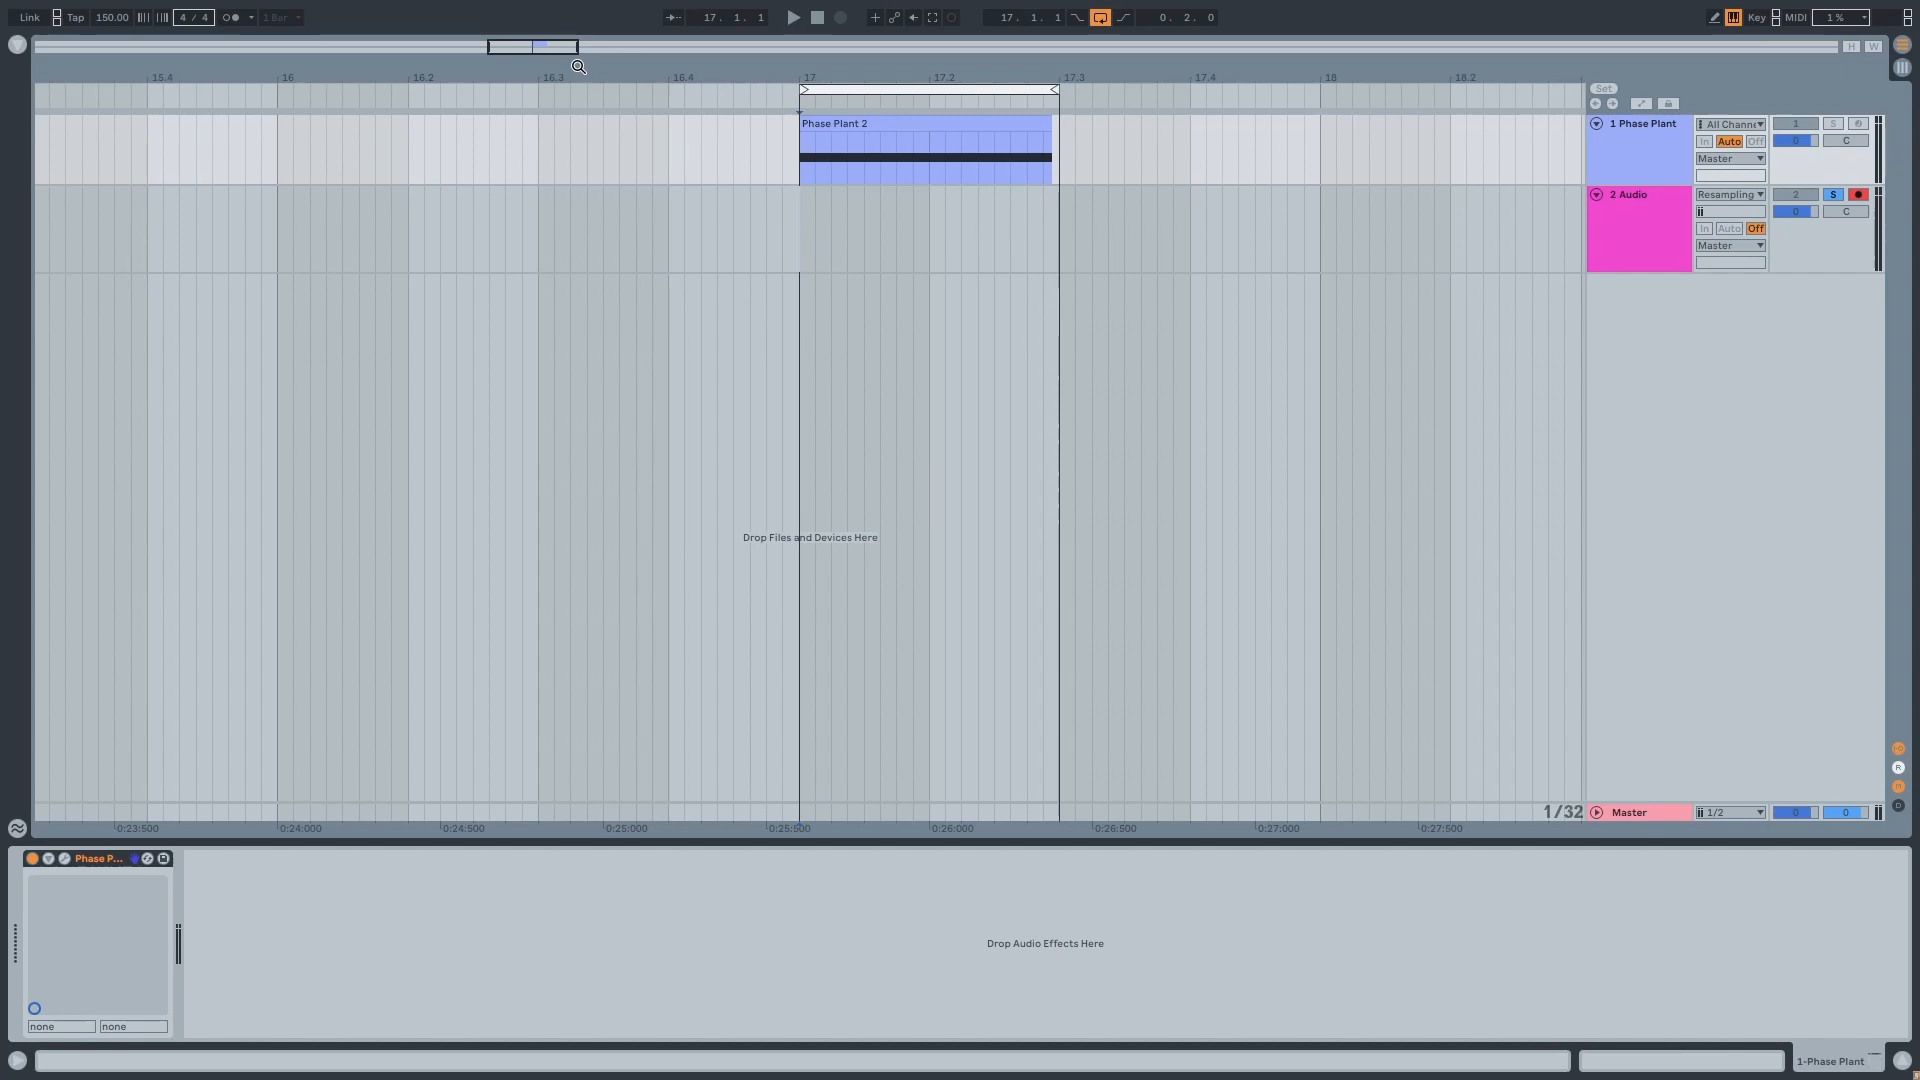 Link Tap 150.00 4 / 4 1 Bar 17. 1. 1 17. 1. 1 0. 2. 0 Key MIDI 1 %
H W
15.4 16 16.2 16.3 16.4 17 17.2 17.3 17.4 18 18.2
Set
Phase Plant 2
1 Phase Plant All Channe 1 S
In Auto Off 0 C
Master
2 Audio Resampling 2 S
0 C
In Auto Off
Master
Drop Files and Devices Here
R
M
D
1/32 Master 1/2 0 0
0:23:500 0:24:000 0:24:500 0:25:000 0:25:500 0:26:000 0:26:500 0:27:000 0:27:500
Phase P...
Drop Audio Effects Here
none none
1-Phase Plant